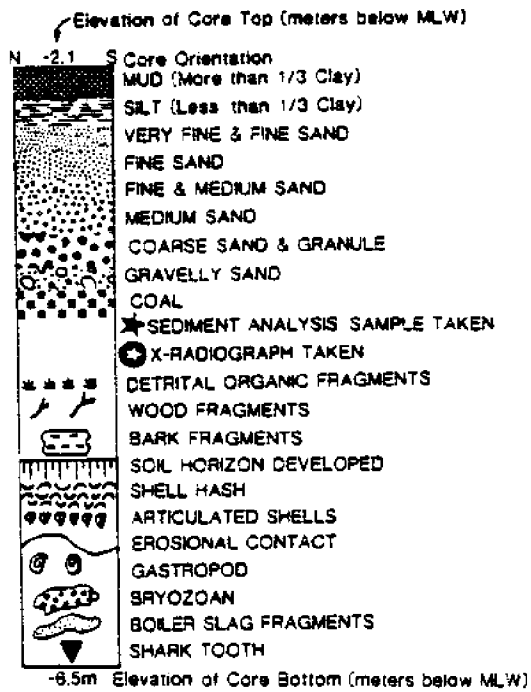 Elevation of Core Top (meters below MLW)
N -2.1 S Core Orientation
MUD (More than 1/3 Clay)
SILT (Less than 1/3 Clay)
VERY FINE & FINE SAND
FINE SAND
FINE & MEDIUM SAND
MEDIUM SAND
COARSE SAND & GRANULE
GRAVELLY SAND
COAL
SEDIMENT ANALYSIS SAMPLE TAKEN
X-RADIOGRAPH TAKEN
DETRITAL ORGANIC FRAGMENTS
WOOD FRAGMENTS
BARK FRAGMENTS
SOIL HORIZON DEVELOPED
SHELL HASH
ARTICULATED SHELLS
EROSIONAL CONTACT
GASTROPOD
BRYOZOAN
BOILER SLAG FRAGMENTS
SHARK TOOTH
-6.5m Elevation of Core Bottom (meters below MLW)